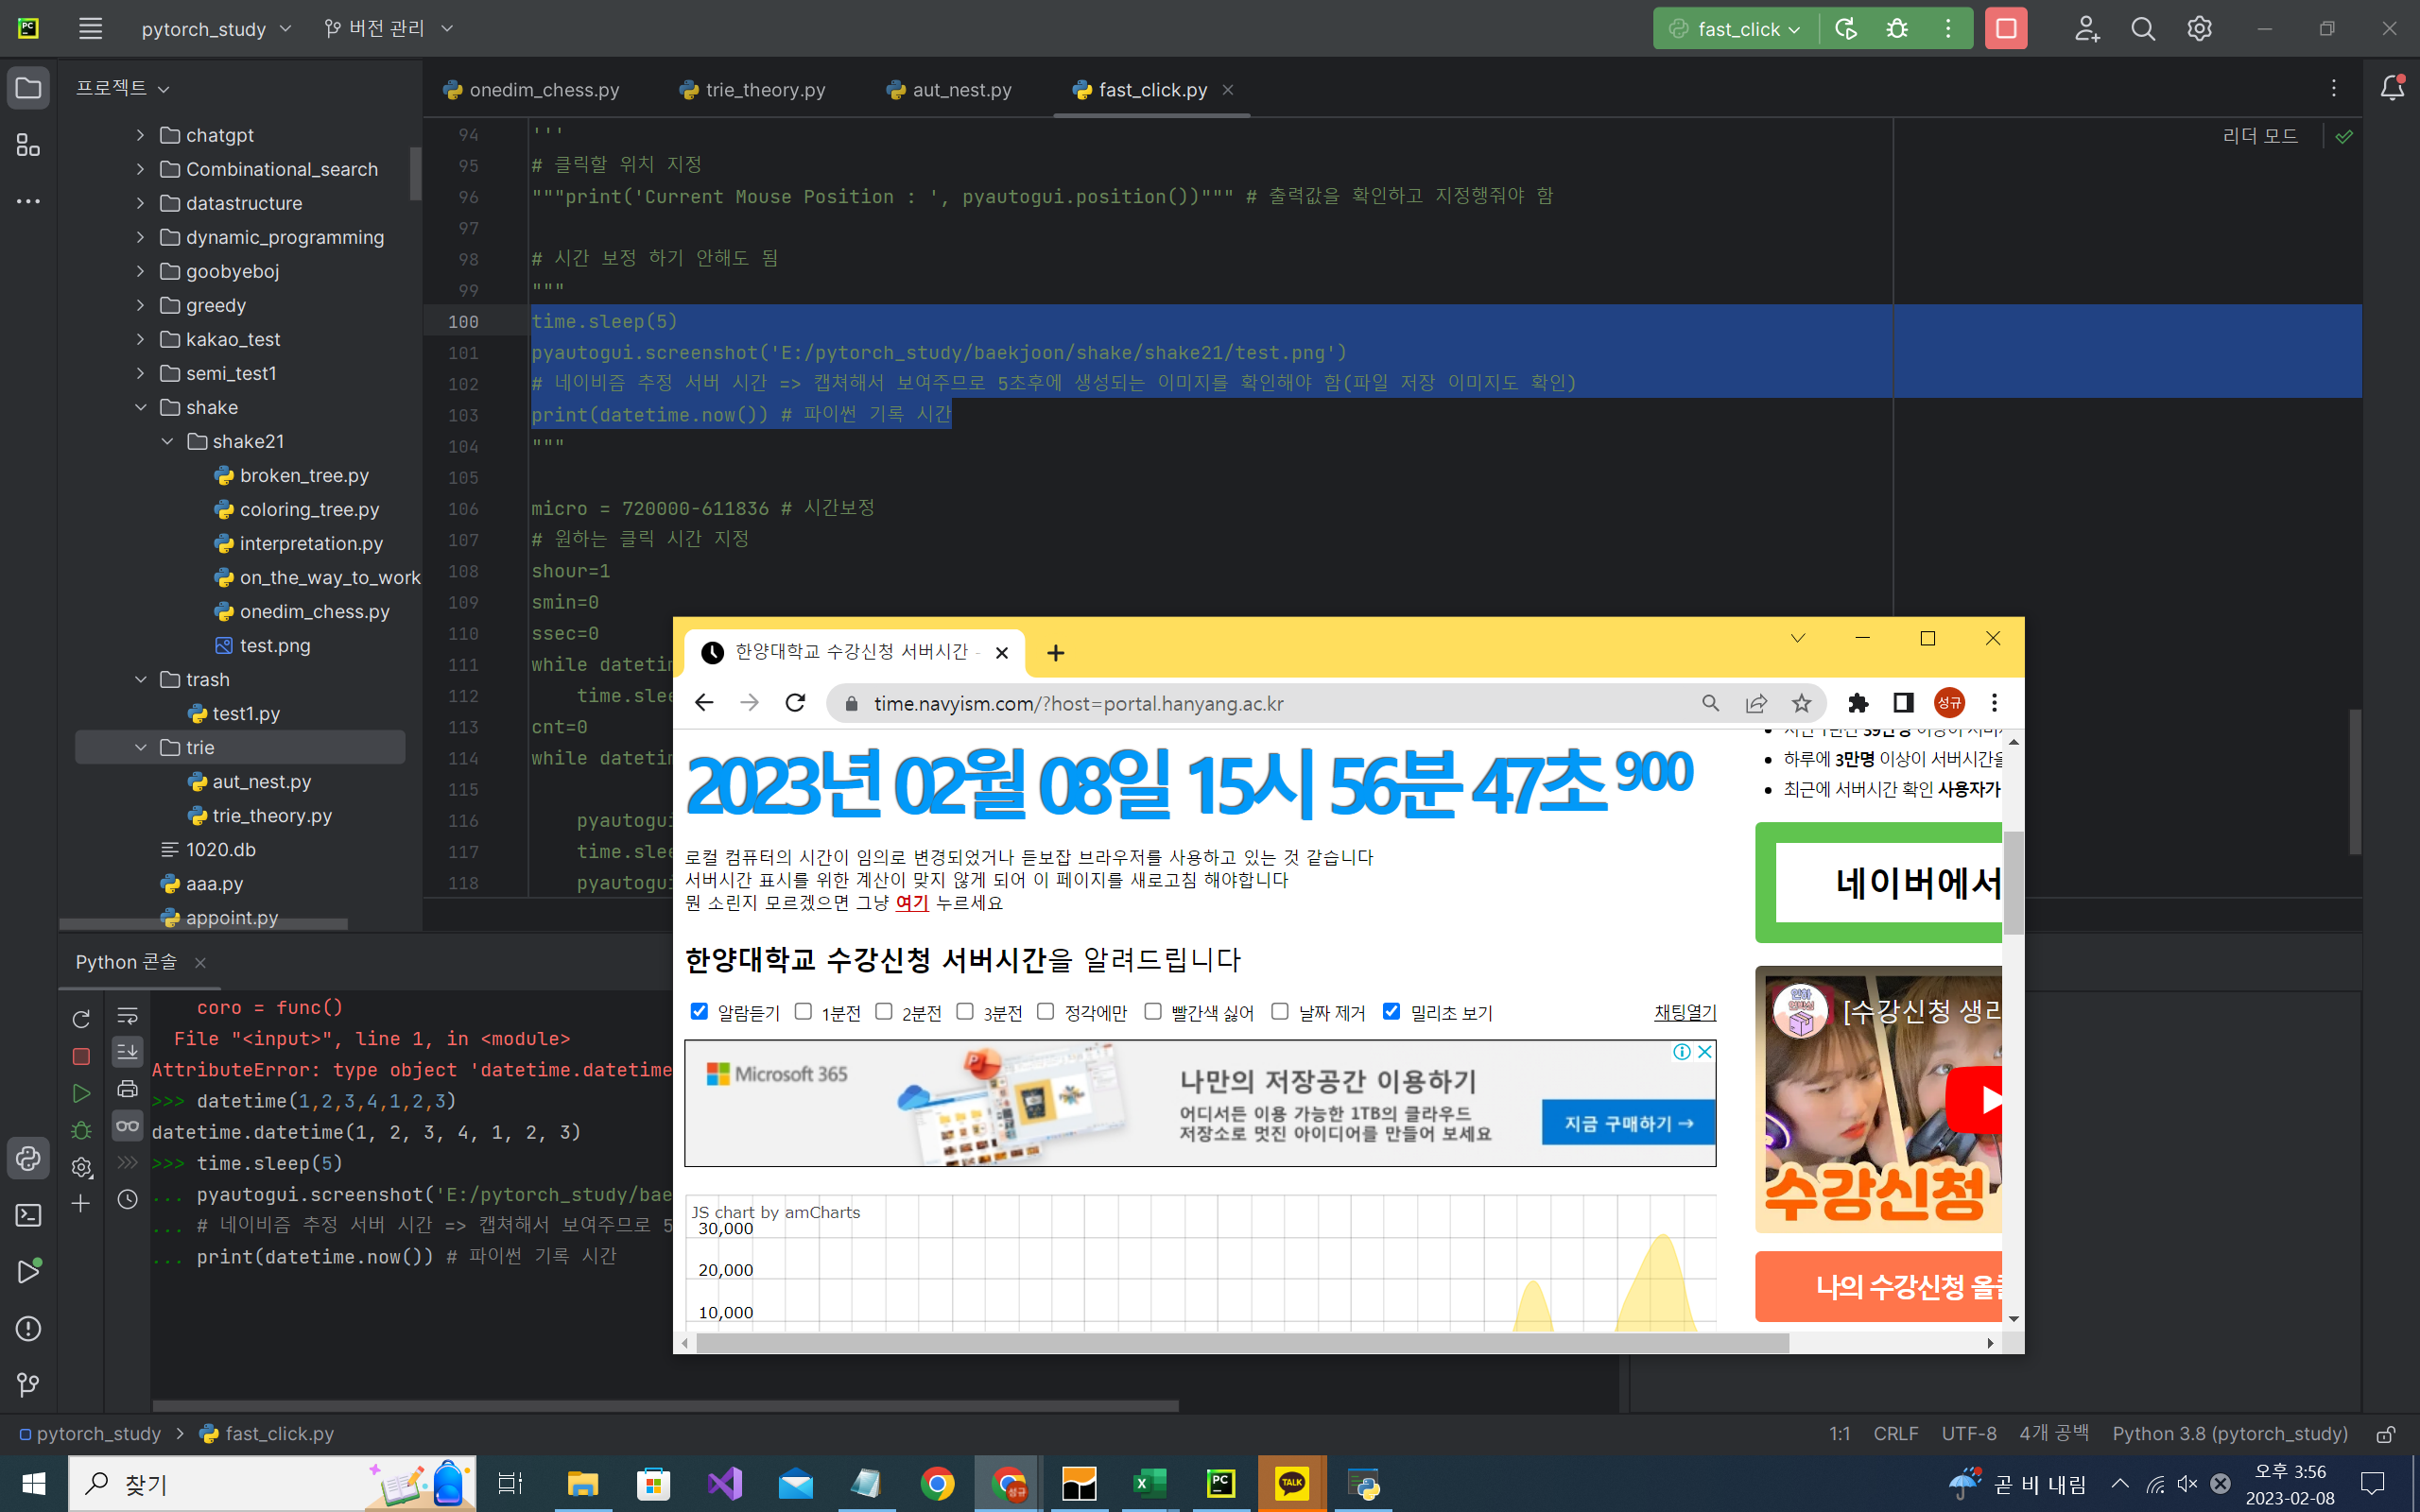 pytorch_study
버전 관리
fast_click
프로젝트
onedim_chess.py
trie_theory.py
aut_nest.py
fast_click.py
리더 모드
chatgpt
Combinational_search
datastructure
dynamic_programming
goobyeboj
greedy
kakao_test
semi_test1
shake
shake21
broken_tree.py
coloring_tree.py
interpretation.py
on_the_way_to_work
onedim_chess.py
test.png
trash
test1.py
trie
aut_nest.py
trie_theory.py
1020.db
aaa.py
appoint.py
94 '''
95 # 클릭할 위치 지정
96 """print('Current Mouse Position : ', pyautogui.position())""" # 출력값을 확인하고 지정행줘야 함
97
98 # 시간 보정 하기 안해도 됨
99 """
100 time.sleep(5)
101 pyautogui.screenshot('E:/pytorch_study/baekjoon/shake/shake21/test.png')
102 # 네이비즘 추정 서버 시간 => 캡쳐해서 보여주므로 5초후에 생성되는 이미지를 확인해야 함(파일 저장 이미지도 확인)
103 print(datetime.now()) # 파이썬 기록 시간
104 """
105
106 micro = 720000-611836 # 시간보정
107 # 원하는 클릭 시간 지정
108 shour=1
109 smin=0
110 ssec=0
111 while datetim
112 time.slee
113 cnt=0
114 while datetim
115
116 pyautogui
117 time.slee
118 pyautogui
한양대학교 수강신청 서버시간 -
time.navyism.com/?host=portal.hanyang.ac.kr
2023년 02월 08일 15시 56분 47초 900
로컬 컴퓨터의 시간이 임의로 변경되었거나 듣보잡 브라우저를 사용하고 있는 것 같습니다
서버시간 표시를 위한 계산이 맞지 않게 되어 이 페이지를 새로고침 해야합니다
뭔 소린지 모르겠으면 그냥 여기 누르세요
한양대학교 수강신청 서버시간을 알려드립니다
알람듣기 1분전 2분전 3분전 정각에만 빨간색 싫어 날짜 제거 밀리초 보기 채팅열기
Microsoft 365
나만의 저장공간 이용하기
어디서든 이용 가능한 1TB의 클라우드
저장소로 멋진 아이디어를 만들어 보세요
지금 구매하기 →
JS chart by amCharts
30,000
20,000
10,000
하루에 3만명 이상이 서버시간을
최근에 서버시간 확인 사용자가
네이버에서
[수강신청 생리
수강신청
나의 수강신청 올클
Python 콘솔
coro = func()
File "<input>", line 1, in <module>
AttributeError: type object 'datetime.datetime
>>> datetime(1,2,3,4,1,2,3)
datetime.datetime(1, 2, 3, 4, 1, 2, 3)
>>> time.sleep(5)
... pyautogui.screenshot('E:/pytorch_study/bae
... # 네이비즘 추정 서버 시간 => 캡쳐해서 보여주므로 5
... print(datetime.now()) # 파이썬 기록 시간
pytorch_study > fast_click.py
1:1 CRLF UTF-8 4개 공백 Python 3.8 (pytorch_study)
찾기
TALK
성규
곧 비 내림
오후 3:56
2023-02-08